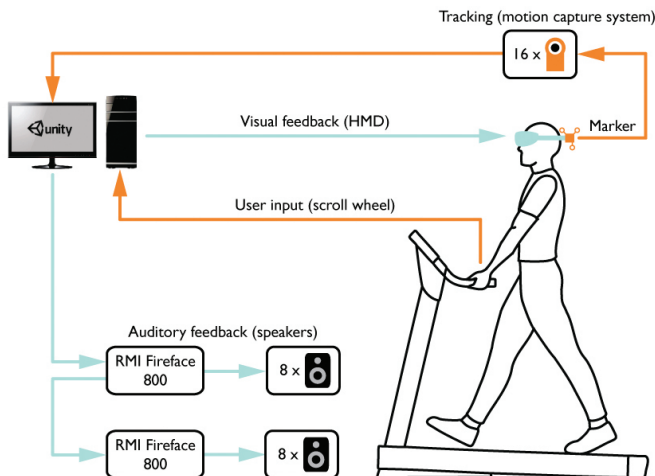 Tracking (motion capture system)
16 x
unity
Visual feedback (HMD)
Marker
User input (scroll wheel)
Auditory feedback (speakers)
RMI Fireface
800
8 x
RMI Fireface
800
8 x